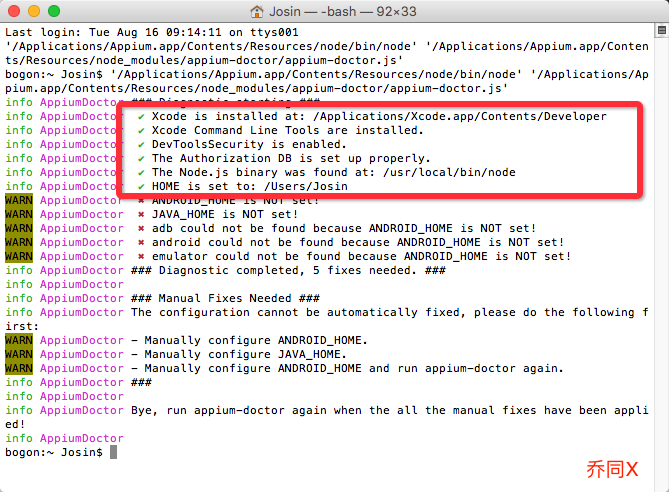 Josin — -bash — 92×33
Last login: Tue Aug 16 09:14:11 on ttys001
'/Applications/Appium.app/Contents/Resources/node/bin/node' '/Applications/Appium.app/Conten
ts/Resources/node_modules/appium-doctor/appium-doctor.js'
bogon:~ Josin$ '/Applications/Appium.app/Contents/Resources/node/bin/node' '/Applications/Ap
pium.app/Contents/Resources/node_modules/appium-doctor/appium-doctor.js'
info AppiumDoctor ### Diagnostic starting ###
info AppiumDoctor ✔ Xcode is installed at: /Applications/Xcode.app/Contents/Developer
info AppiumDoctor ✔ Xcode Command Line Tools are installed.
info AppiumDoctor ✔ DevToolsSecurity is enabled.
info AppiumDoctor ✔ The Authorization DB is set up properly.
info AppiumDoctor ✔ The Node.js binary was found at: /usr/local/bin/node
info AppiumDoctor ✔ HOME is set to: /Users/Josin
WARN AppiumDoctor ✖ ANDROID_HOME is NOT set!
WARN AppiumDoctor ✖ JAVA_HOME is NOT set!
WARN AppiumDoctor ✖ adb could not be found because ANDROID_HOME is NOT set!
WARN AppiumDoctor ✖ android could not be found because ANDROID_HOME is NOT set!
WARN AppiumDoctor ✖ emulator could not be found because ANDROID_HOME is NOT set!
info AppiumDoctor ### Diagnostic completed, 5 fixes needed. ###
info AppiumDoctor
info AppiumDoctor ### Manual Fixes Needed ###
info AppiumDoctor The configuration cannot be automatically fixed, please do the following f
irst:
WARN AppiumDoctor - Manually configure ANDROID_HOME.
WARN AppiumDoctor - Manually configure JAVA_HOME.
WARN AppiumDoctor - Manually configure ANDROID_HOME and run appium-doctor again.
info AppiumDoctor ###
info AppiumDoctor
info AppiumDoctor Bye, run appium-doctor again when the all the manual fixes have been appli
ed!
info AppiumDoctor
bogon:~ Josin$
乔同X